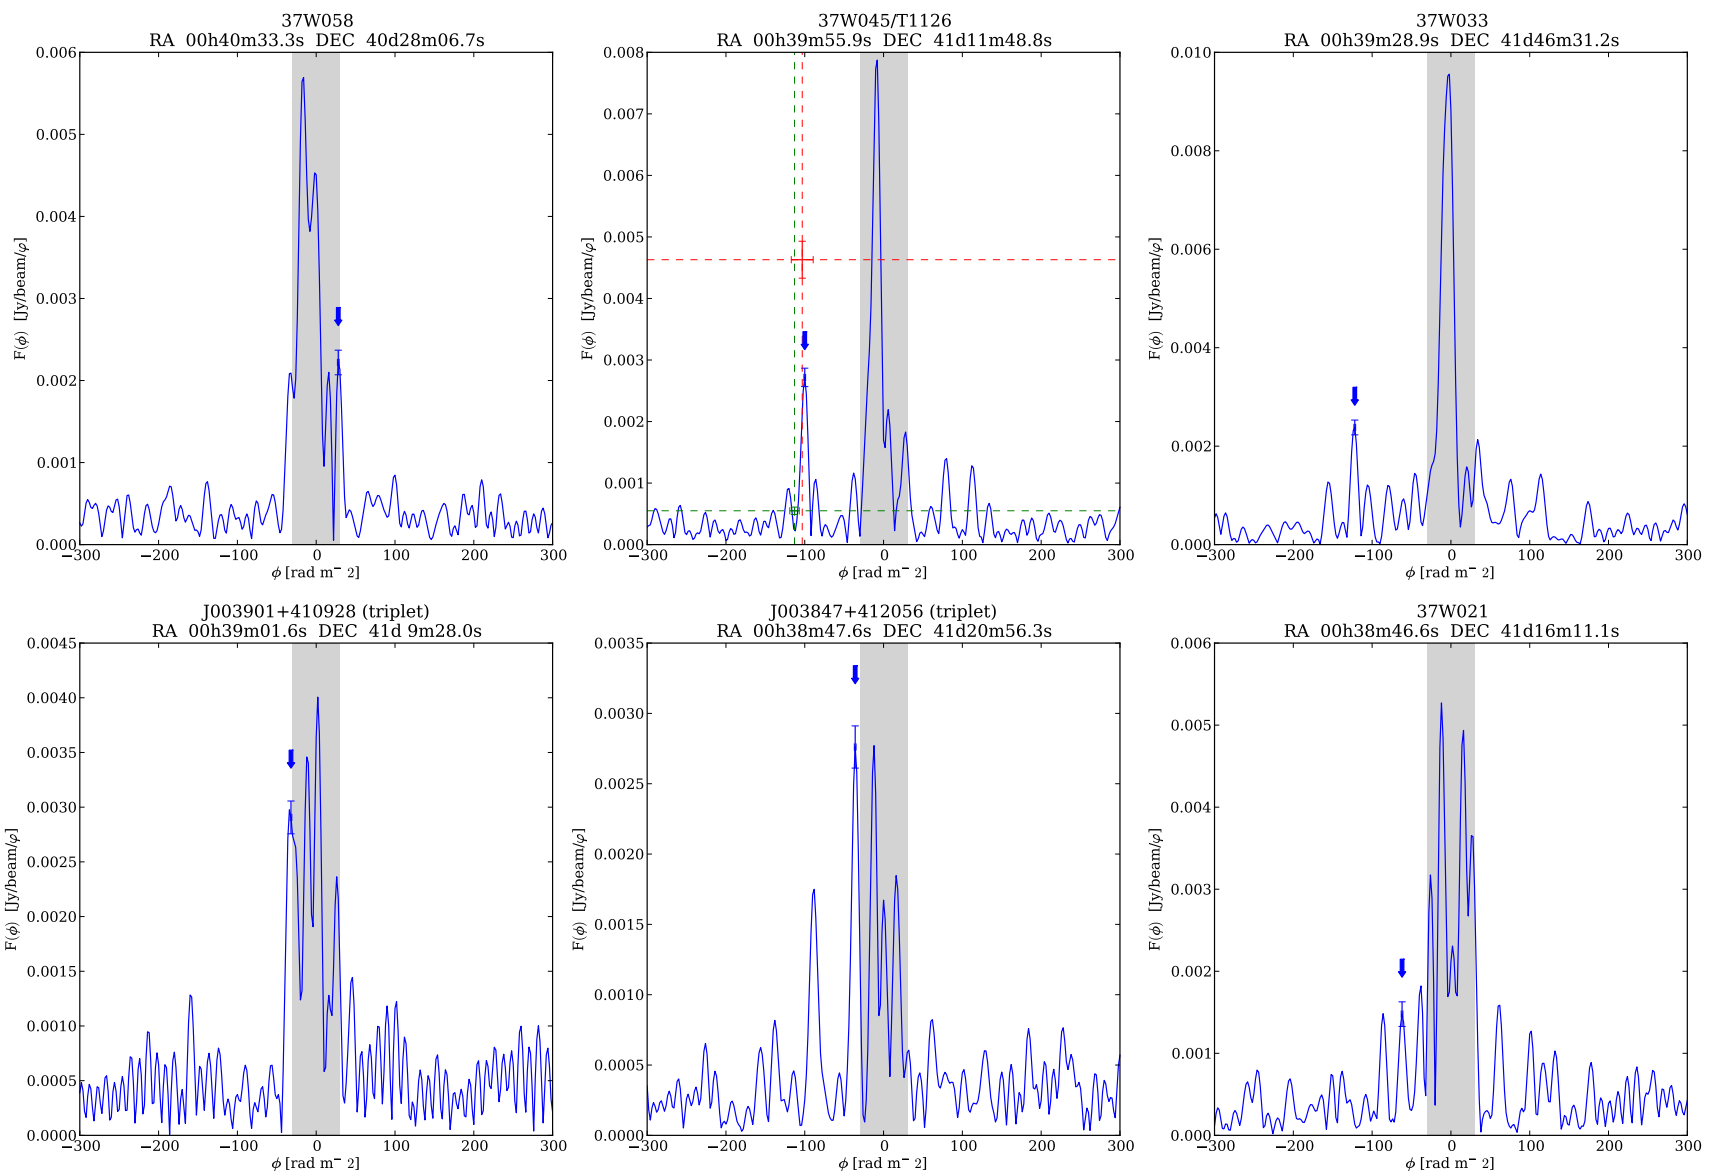 37W058
RA 00h40m33.3s DEC 40d28m06.7s
0.006
0.005
0.004
0.003
0.002
0.001
0.000
F(ϕ) [Jy/beam/φ]
−300 −200 −100 0 100 200 300
ϕ [rad m− 2]
37W045/T1126
RA 00h39m55.9s DEC 41d11m48.8s
0.008
0.007
0.006
0.005
0.004
0.003
0.002
0.001
0.000
F(ϕ) [Jy/beam/φ]
−300 −200 −100 0 100 200 300
ϕ [rad m− 2]
37W033
RA 00h39m28.9s DEC 41d46m31.2s
0.010
0.008
0.006
0.004
0.002
0.000
F(ϕ) [Jy/beam/φ]
−300 −200 −100 0 100 200 300
ϕ [rad m− 2]
J003901+410928 (triplet)
RA 00h39m01.6s DEC 41d 9m28.0s
0.0045
0.0040
0.0035
0.0030
0.0025
0.0020
0.0015
0.0010
0.0005
0.0000
F(ϕ) [Jy/beam/φ]
−300 −200 −100 0 100 200 300
ϕ [rad m− 2]
J003847+412056 (triplet)
RA 00h38m47.6s DEC 41d20m56.3s
0.0035
0.0030
0.0025
0.0020
0.0015
0.0010
0.0005
0.0000
F(ϕ) [Jy/beam/φ]
−300 −200 −100 0 100 200 300
ϕ [rad m− 2]
37W021
RA 00h38m46.6s DEC 41d16m11.1s
0.006
0.005
0.004
0.003
0.002
0.001
0.000
F(ϕ) [Jy/beam/φ]
−300 −200 −100 0 100 200 300
ϕ [rad m− 2]